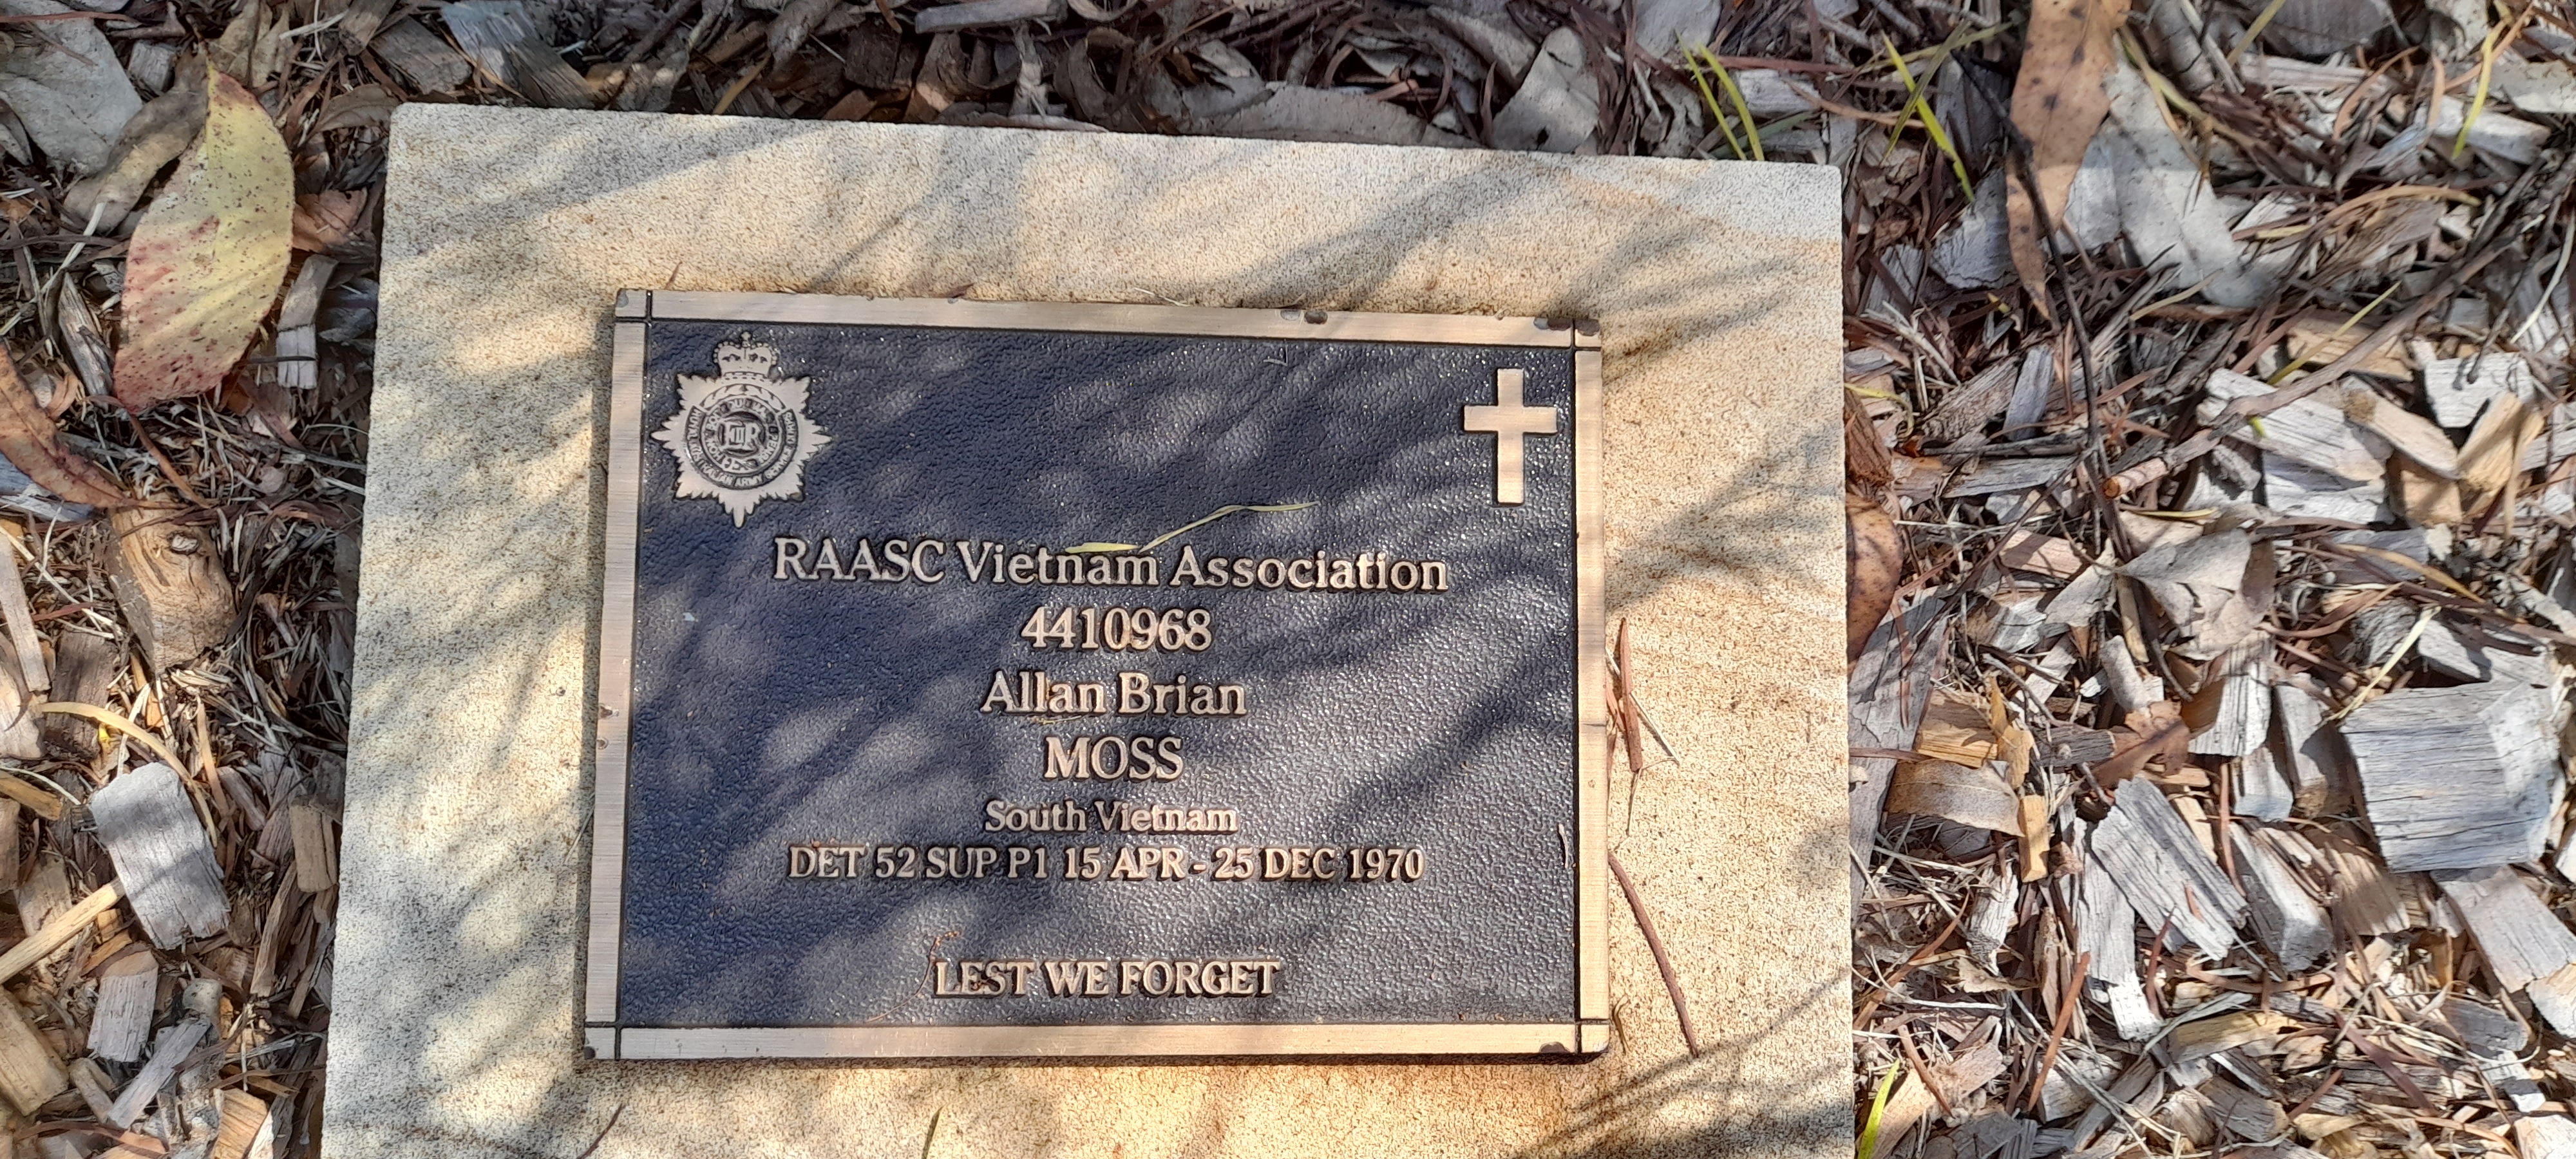 RAASC Vietnam Association
4410968
Allan Brian
MOSS
South Vietnam
DET 52 SUP P1 15 APR - 25 DEC 1970
LEST WE FORGET